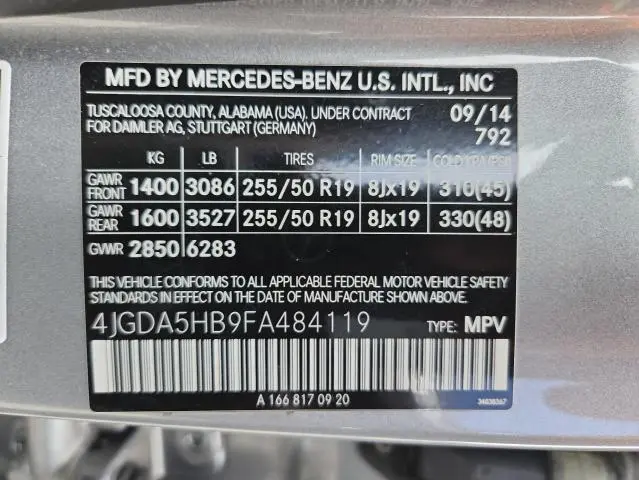 MFD BY MERCEDES-BENZ U.S. INTL., INC
TUSCALOOSA COUNTY, ALABAMA (USA). UNDER CONTRACT 09/14
FOR DAIMLER AG, STUTTGART (GERMANY) 792
KG LB TIRES RIM SIZE COLD KPA/PSI
GAWR FRONT 1400 3086 255/50 R19 8Jx19 310(45)
GAWR REAR 1600 3527 255/50 R19 8Jx19 330(48)
GVWR 2850 6283
THIS VEHICLE CONFORMS TO ALL APPLICABLE FEDERAL MOTOR VEHICLE SAFETY
STANDARDS IN EFFECT ON THE DATE OF MANUFACTURE SHOWN ABOVE.
4JGDA5HB9FA484119 TYPE: MPV
A 166 817 09 20